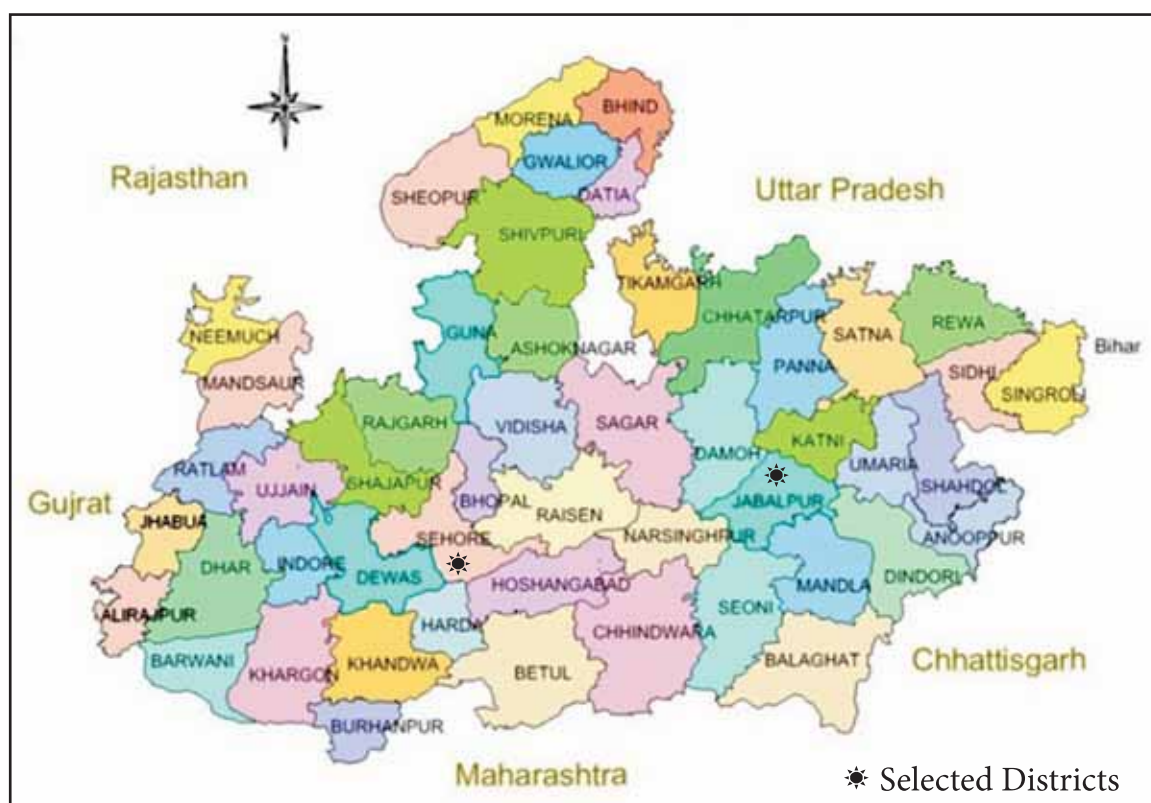 N
BHIND
MORENA
GWALIOR
Rajasthan
Uttar Pradesh
SHEOPUR
DATIA
SHIVPURI
TIKAMGARH
CHHATARPUR
NEEMUCH
GUNA
ASHOKNAGAR
SATNA
REWA
Bihar
MANDSAUR
PANNA
SIDHI
SINGROLI
RAJGARH
VIDISHA
SAGAR
KATNI
DAMOH
UMARIA
RATLAM
UJJAIN
SHAJAPUR
BHOPAL
SHAHDOL
Gujrat
JHABUA
RAISEN
JABALPUR
SEHORE
NARSINGHPUR
ANOOPPUR
DHAR
INDORE
DEWAS
HOSHANGABAD
MANDLA
DINDORI
ALIRAJPUR
HARDA
SEONI
CHHINDWARA
BARWANI
KHARGON
KHANDWA
BETUL
BALAGHAT
Chhattisgarh
BURHANPUR
Maharashtra
Selected Districts